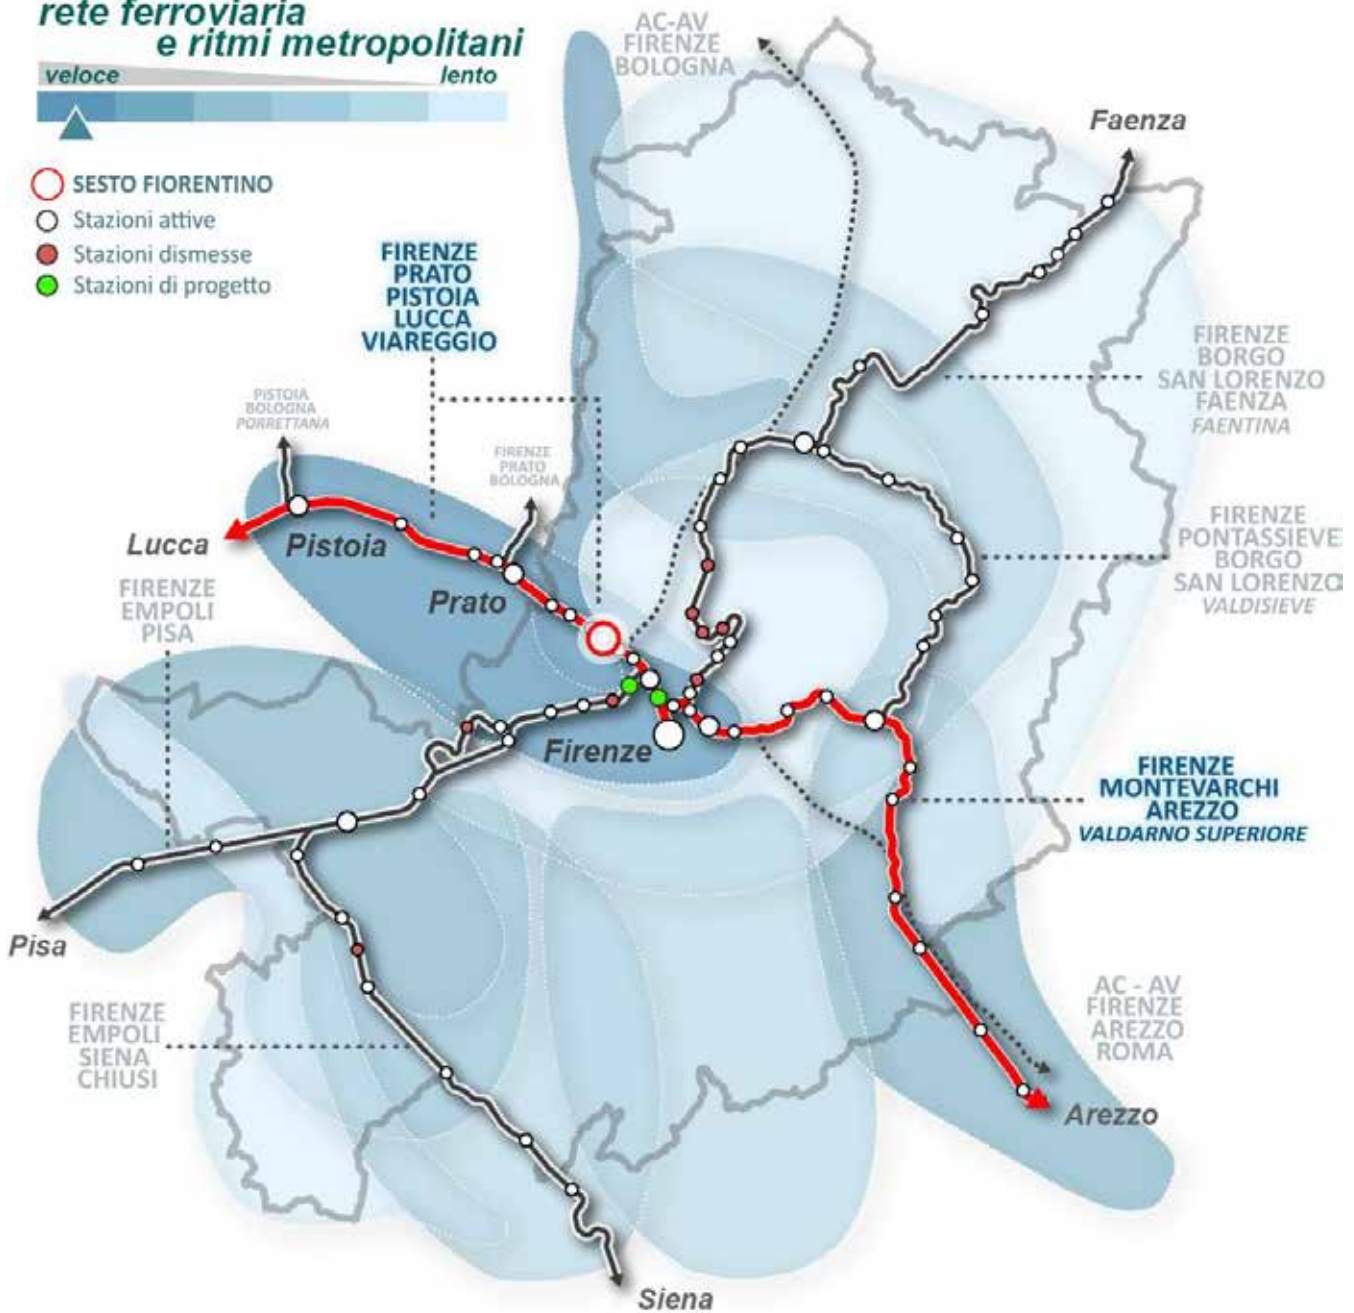 rete ferroviaria
e ritmi metropolitani
veloce
lento
SESTO FIORENTINO
Stazioni attive
Stazioni dismesse
Stazioni di progetto
AC-AV
FIRENZE
BOLOGNA
Faenza
FIRENZE
PRATO
PISTOIA
LUCCA
VIAREGGIO
FIRENZE
BORGO
SAN LORENZO
FAENZA
FAENTINA
PISTOIA
BOLOGNA
PORRETTANA
FIRENZE
PRATO
BOLOGNA
Lucca
Pistoia
Prato
FIRENZE
PONTASSIEVE
BORGO
SAN LORENZO
VALDISIEVE
FIRENZE
EMPOLI
PISA
Firenze
FIRENZE
MONTEVARCHI
AREZZO
VALDARNO SUPERIORE
Pisa
FIRENZE
EMPOLI
SIENA
CHIUSI
AC - AV
FIRENZE
AREZZO
ROMA
Arezzo
Siena